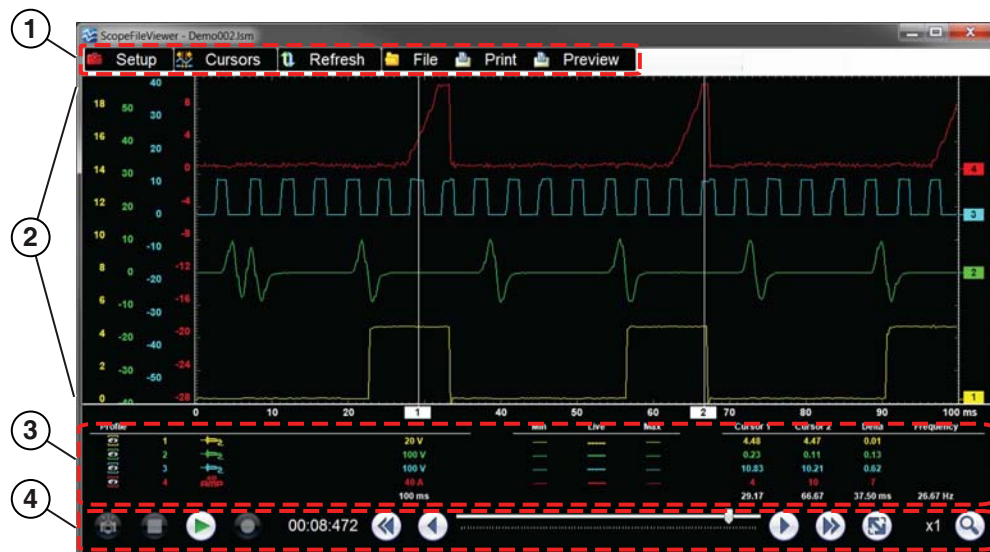 1
ScopeFileViewer - Demo002.lsm
Setup Cursors Refresh File Print Preview
2
40
18 50 8
30
16 40 4
20
14 30 0 4
10
12 20 -4
0 3
10 10 -8
-10
8 0 -12 2
-20
6 -10 -16
-30
4 -20 -20
-40
2 -30 -24
-50
0 -40 -28 1
0 10 20 1 40 50 60 2 70 80 90 100 ms
3
Profile Min Live Max Cursor 1 Cursor 2 Delta Frequency
1 20 V 4.48 4.47 0.01
2 100 V 0.23 0.11 0.13
3 100 V 10.83 10.21 0.62
4 AMP 40 A 4 10 7
100 ms 29.17 66.67 37.50 ms 26.67 Hz
4
00:08:472 x1